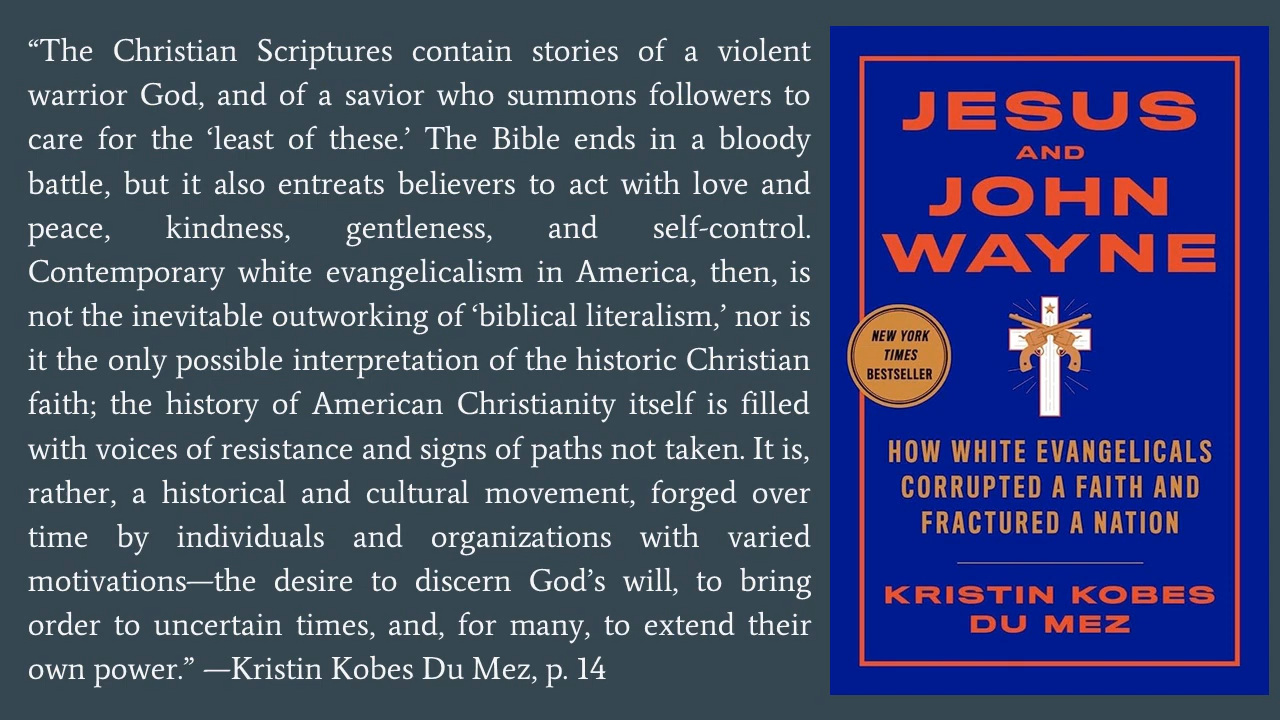 “The Christian Scriptures contain stories of a violent
warrior God, and of a savior who summons followers to
care for the ‘least of these.’ The Bible ends in a bloody
battle, but it also entreats believers to act with love and
peace, kindness, gentleness, and self-control.
Contemporary white evangelicalism in America, then, is
not the inevitable outworking of ‘biblical literalism,’ nor is
it the only possible interpretation of the historic Christian
faith; the history of American Christianity itself is filled
with voices of resistance and signs of paths not taken. It is,
rather, a historical and cultural movement, forged over
time by individuals and organizations with varied
motivations—the desire to discern God’s will, to bring
order to uncertain times, and, for many, to extend their
own power.” —Kristin Kobes Du Mez, p. 14
JESUS
AND
JOHN
WAYNE
NEW YORK
TIMES
BESTSELLER
HOW WHITE EVANGELICALS
CORRUPTED A FAITH AND
FRACTURED A NATION
KRISTIN KOBES
DU MEZ